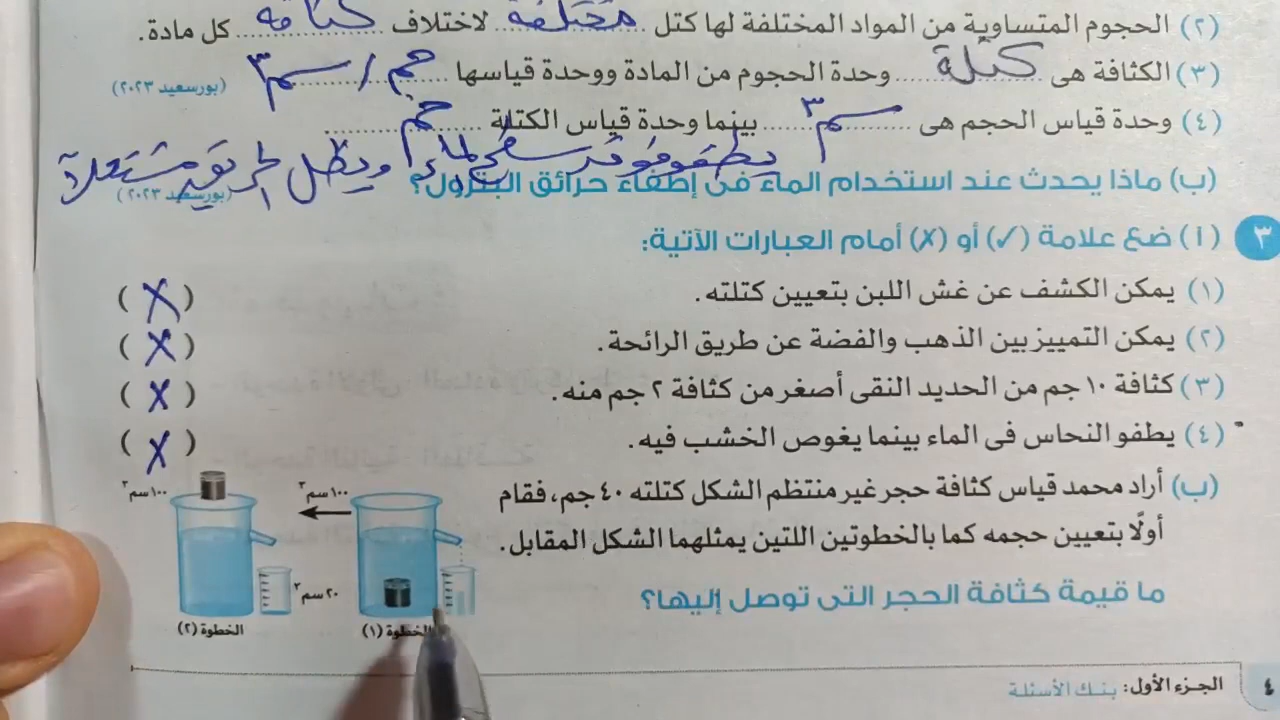 (٢) الحجوم المتساوية من المواد المختلفة لها كتل مختلفة لاختلاف كثافة كل مادة.
(٣) الكثافة هى كتلة وحدة الحجوم من المادة ووحدة قياسها جم / سم٣ (بورسعيد ٢٠٢٣)
(٤) وحدة قياس الحجم هى سم٣ بينما وحدة قياس الكتلة جم
يطفو فوق سطح الماء ويظل الحريق مشتعلاً
(ب) ماذا يحدث عند استخدام الماء فى إطفاء حرائق البترول؟ (بورسعيد ٢٠٢٣)
٣ (أ) ضع علامة (✓) أو (✗) أمام العبارات الآتية:
(١) يمكن الكشف عن غش اللبن بتعيين كتلته. (X)
(٢) يمكن التمييز بين الذهب والفضة عن طريق الرائحة. (X)
(٣) كثافة ١٠ جم من الحديد النقى أصغر من كثافة ٢ جم منه. (X)
(٤) يطفو النحاس فى الماء بينما يغوص الخشب فيه. (X)
(ب) أراد محمد قياس كثافة حجر غير منتظم الشكل كتلته ٤٠ جم، فقام
أولًا بتعيين حجمه كما بالخطوتين اللتين يمثلهما الشكل المقابل.
ما قيمة كثافة الحجر التى توصل إليها؟
١٠٠ سم٣
١٠٠ سم٣
٢٠ سم٣
الخطوة (١)
الخطوة (٢)
٤ الجزء الأول: بنك الأسئلة